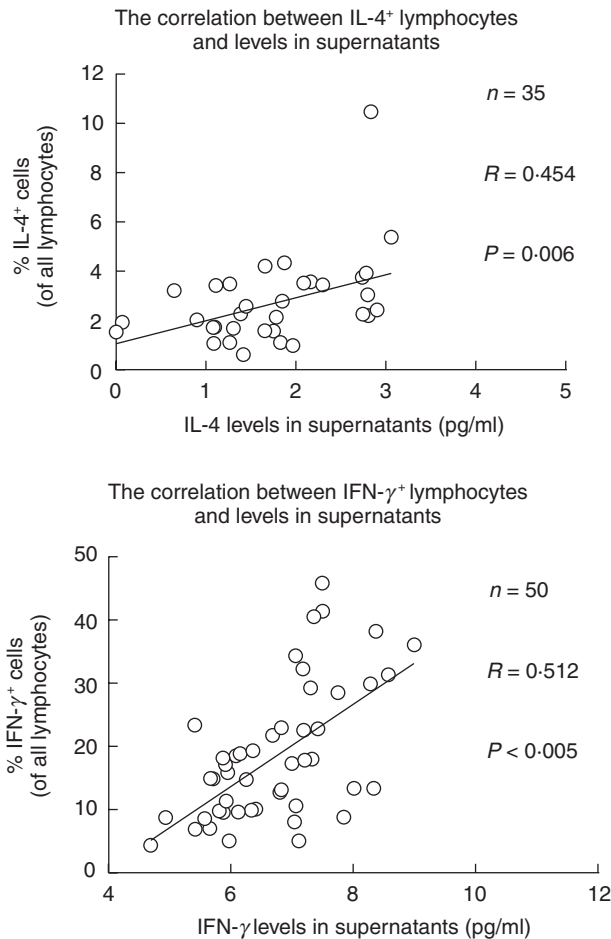 The correlation between IL-4⁺ lymphocytes
and levels in supernatants
% IL-4⁺ cells
(of all lymphocytes)
12
10
8
6
4
2
0
n = 35
R = 0·454
P = 0·006
0 1 2 3 4 5
IL-4 levels in supernatants (pg/ml)
The correlation between IFN-γ⁺ lymphocytes
and levels in supernatants
% IFN-γ⁺ cells
(of all lymphocytes)
50
40
30
20
10
0
n = 50
R = 0·512
P < 0·005
4 6 8 10 12
IFN-γ levels in supernatants (pg/ml)